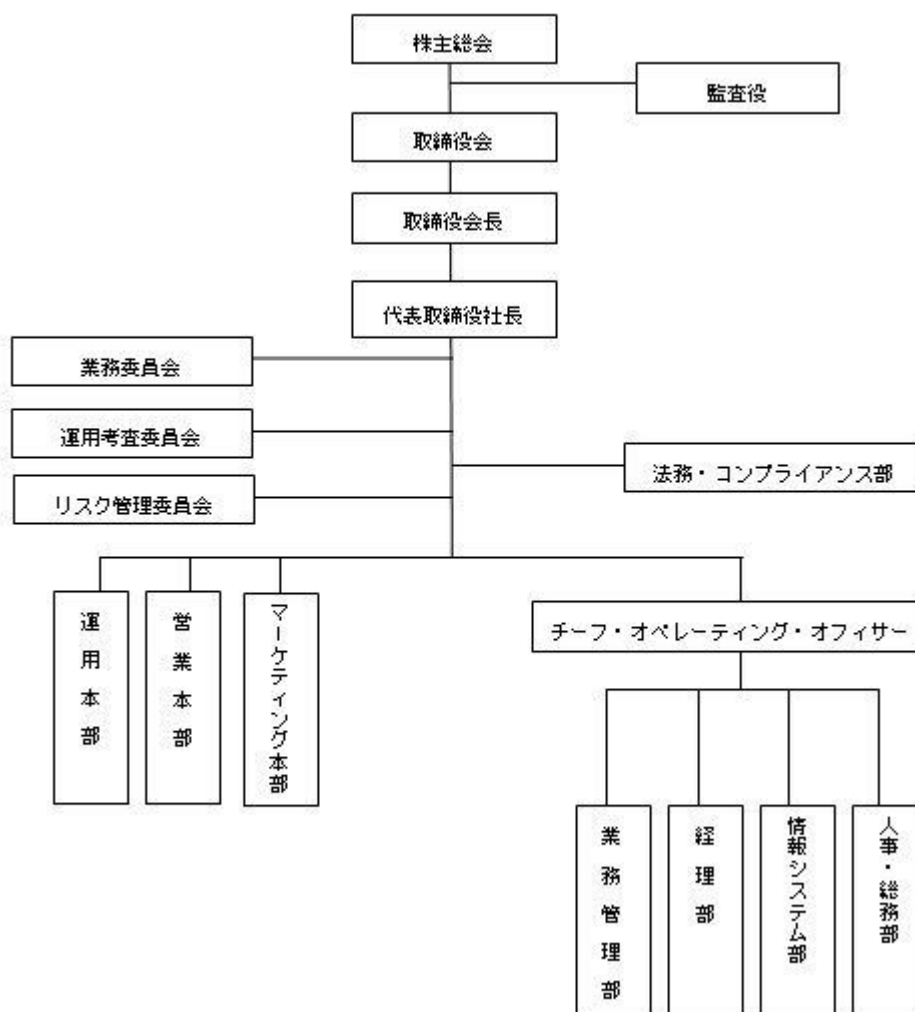 株主総会
監査役
取締役会
取締役会長
代表取締役社長
業務委員会
運用考査委員会
法務・コンプライアンス部
リスク管理委員会
運用本部
営業本部
マーケティング本部
チーフ・オペレーティング・オフィサー
業務管理部
経理部
情報システム部
人事・総務部